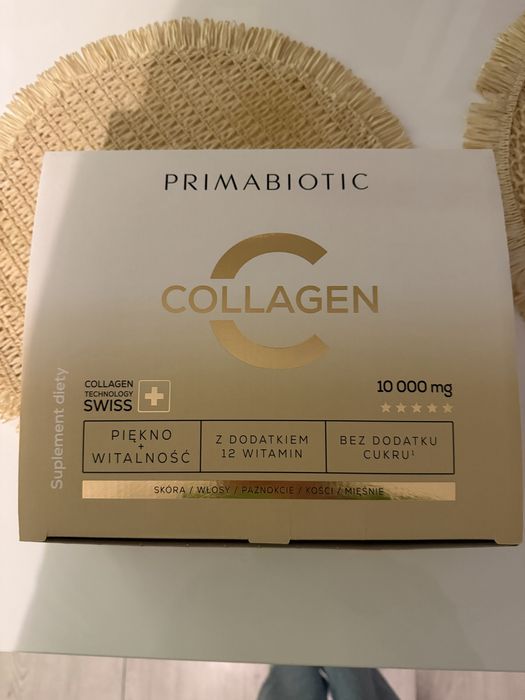 PRIMABIOTIC
C
COLLAGEN
Suplement diety
COLLAGEN
TECHNOLOGY
SWISS
10 000 mg
PIĘKNO
+
WITALNOŚĆ
Z DODATKIEM
12 WITAMIN
BEZ DODATKU
CUKRU¹
SKÓRA / WŁOSY / PAZNOKCIE / KOŚCI / MIĘŚNIE